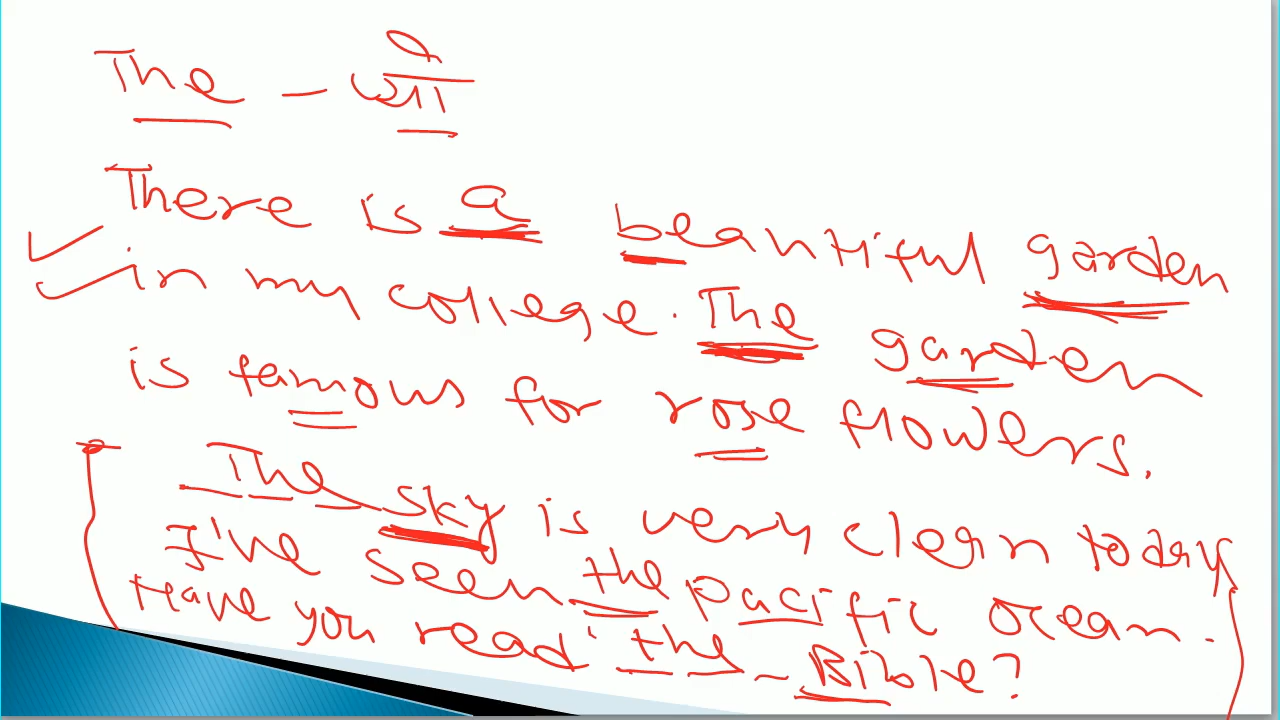 The –
There is a beautiful garden
in my college. The garden
is famous for rose flowers.
The sky is very clean today
I've seen the pacific ocean.
Have you read the Bible?